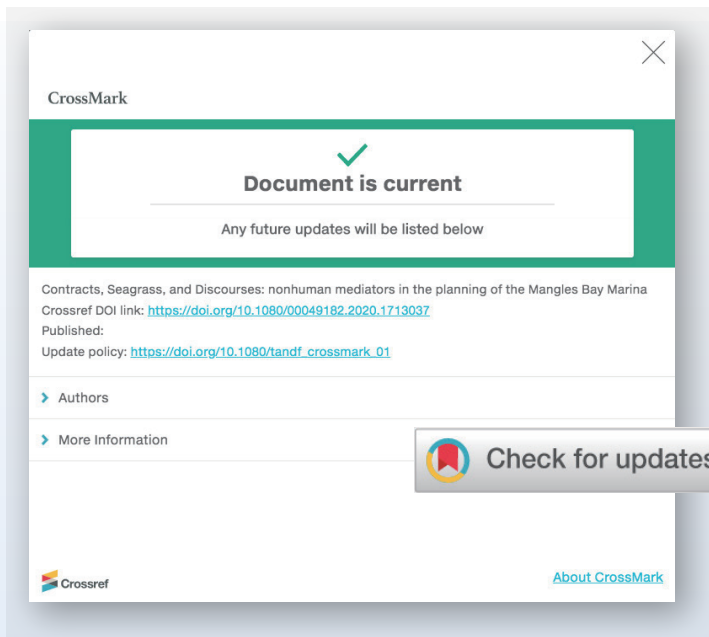 CrossMark
Document is current
Any future updates will be listed below
Contracts, Seagrass, and Discourses: nonhuman mediators in the planning of the Mangles Bay Marina
Crossref DOI link: https://doi.org/10.1080/00049182.2020.1713037
Published:
Update policy: https://doi.org/10.1080/tandf_crossmark_01
Authors
More Information
Check for updates
Crossref
About CrossMark